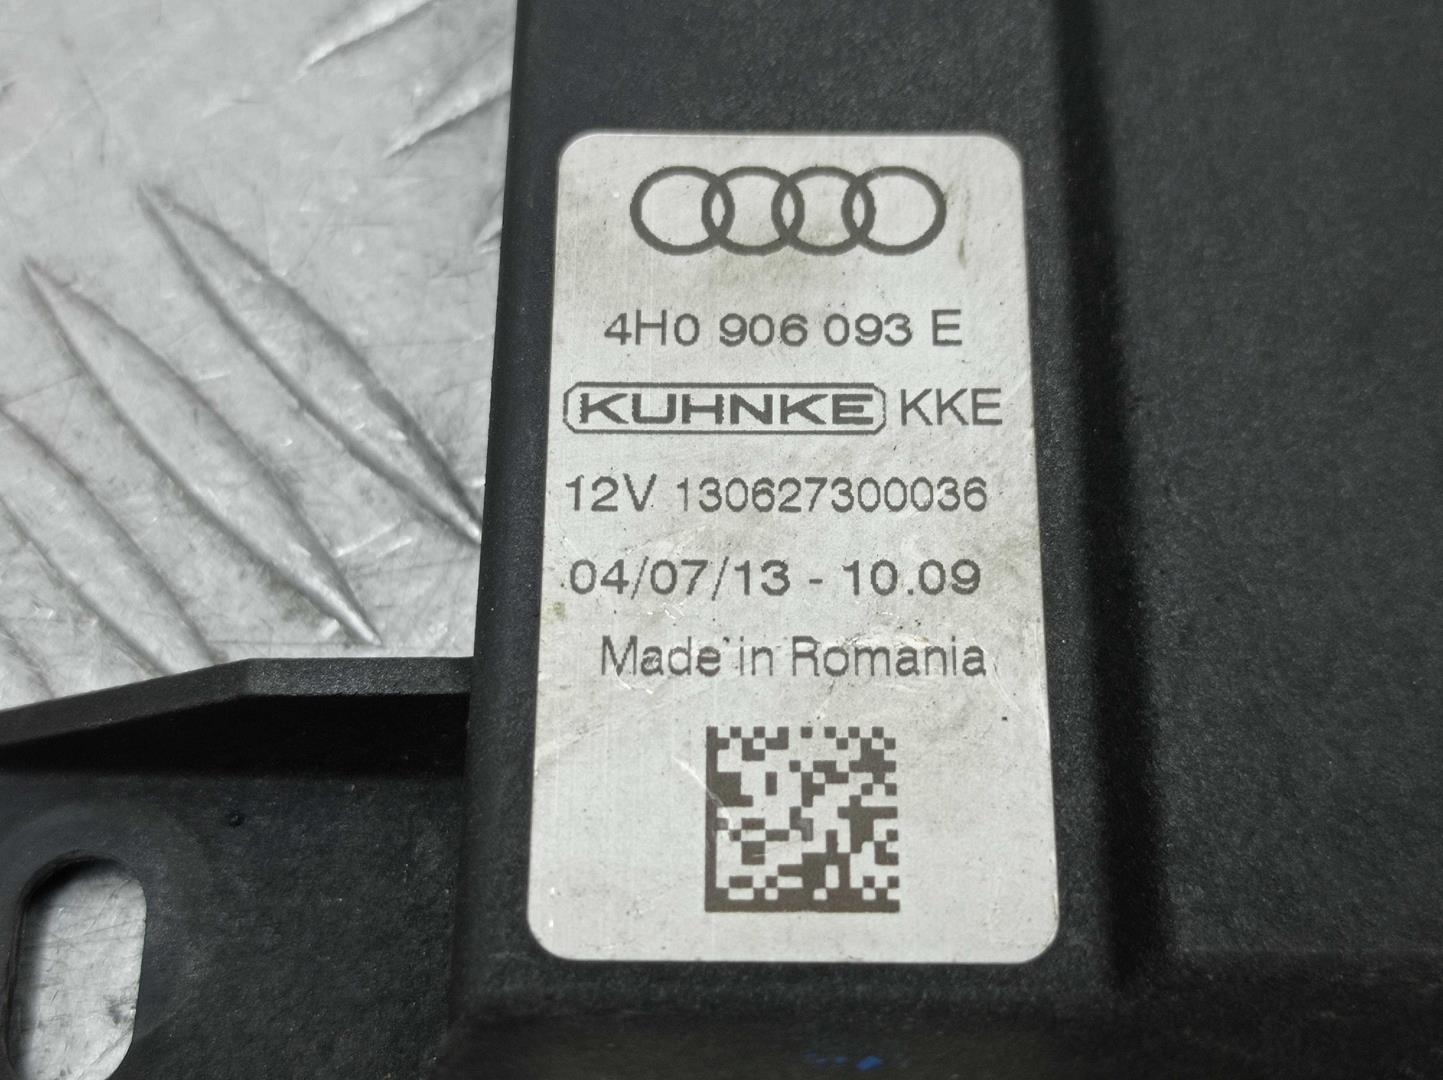 4H0 906 093 E
KUHNKE KKE
12V 130627300036
04/07/13 - 10.09
Made in Romania